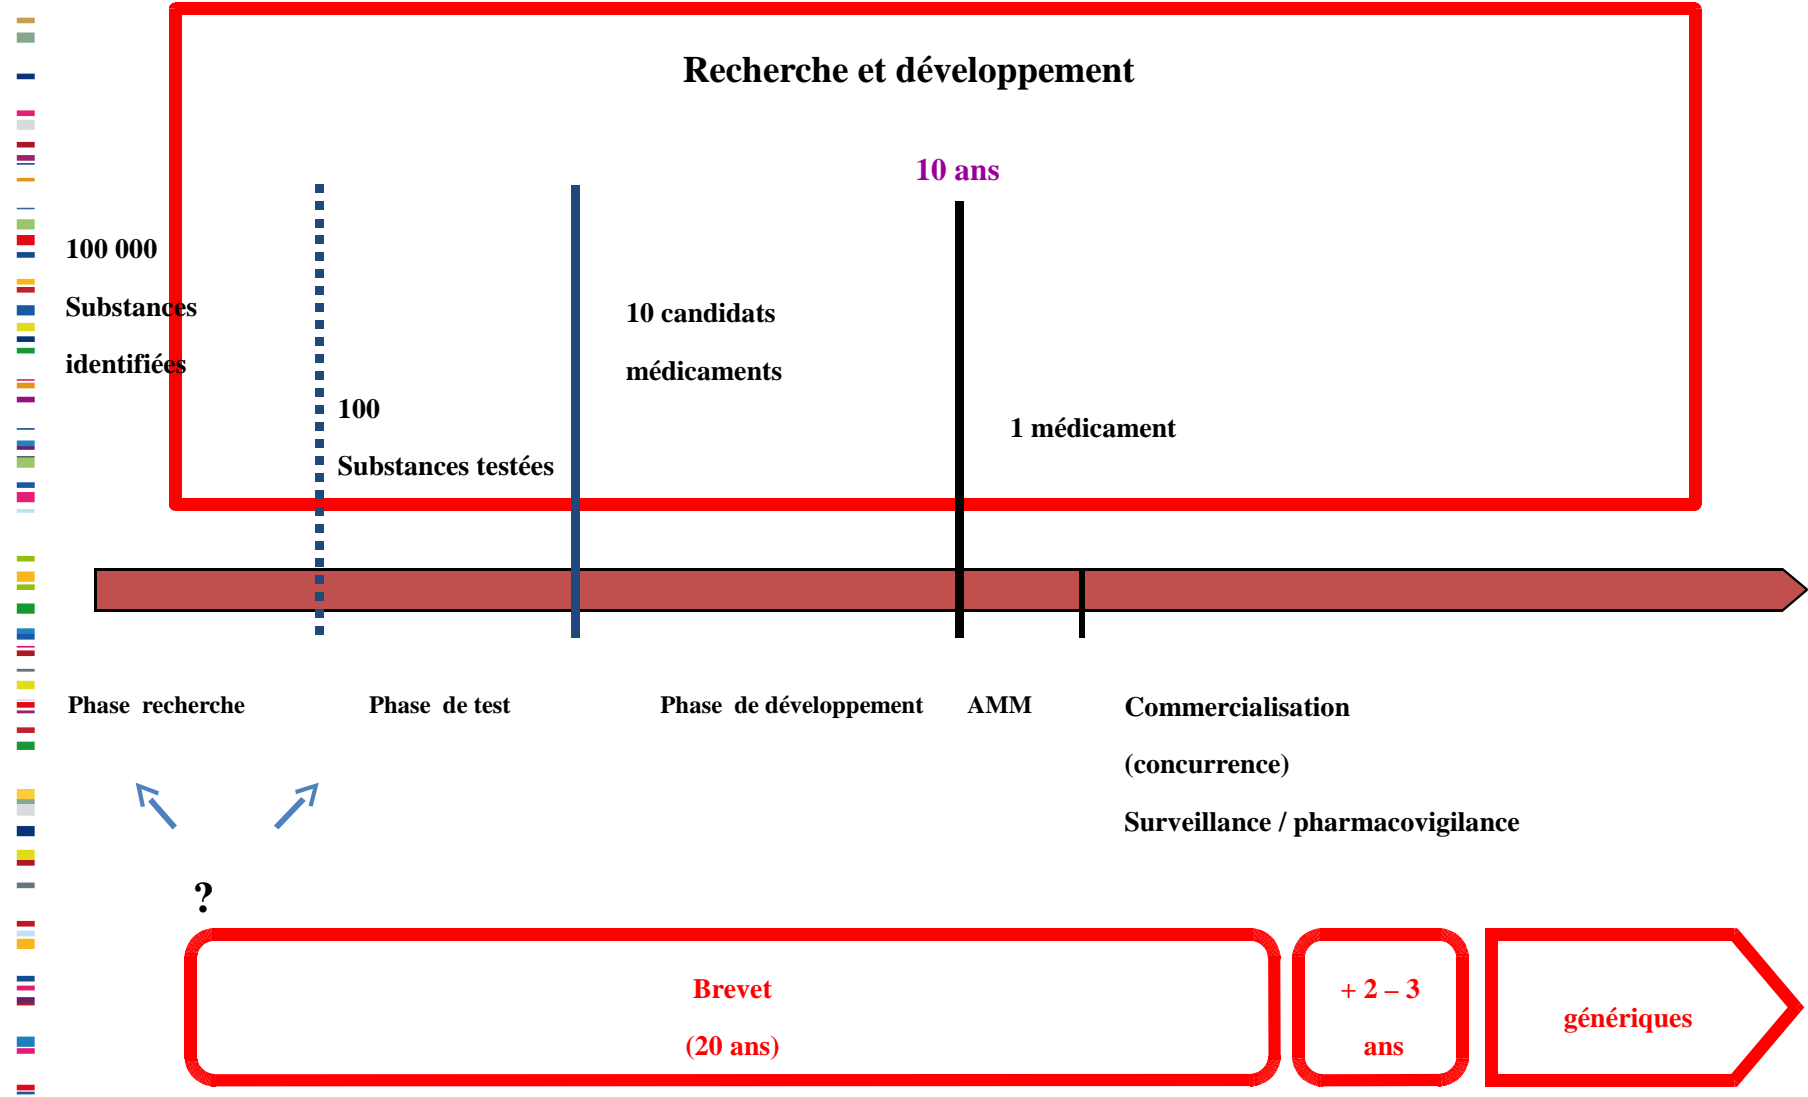 Recherche et développement
10 ans
100 000
Substances
identifiées
10 candidats
médicaments
100
Substances testées
1 médicament
Phase recherche
Phase de test
Phase de développement
AMM
Commercialisation
(concurrence)
Surveillance / pharmacovigilance
?
Brevet
(20 ans)
+ 2 – 3
ans
génériques